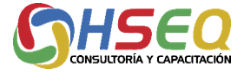 HSEQ
CONSULTORÍA Y CAPACITACIÓN